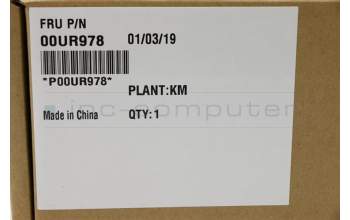 FRU P/N
00UR978 01/03/19
*P00UR978*
PLANT:KM
Made in China QTY:1
ipc-computer